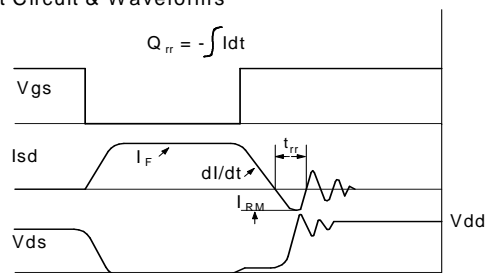 t Circuit & Waveforms
Q rr = - ∫ Idt
Vgs
Isd
I F
dI/dt
t rr
I RM
Vds
Vdd